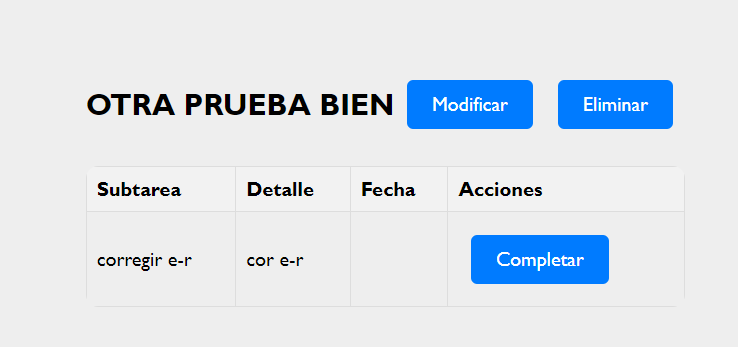 OTRA PRUEBA BIEN Modificar Eliminar
Subtarea Detalle Fecha Acciones
corregir e-r cor e-r Completar